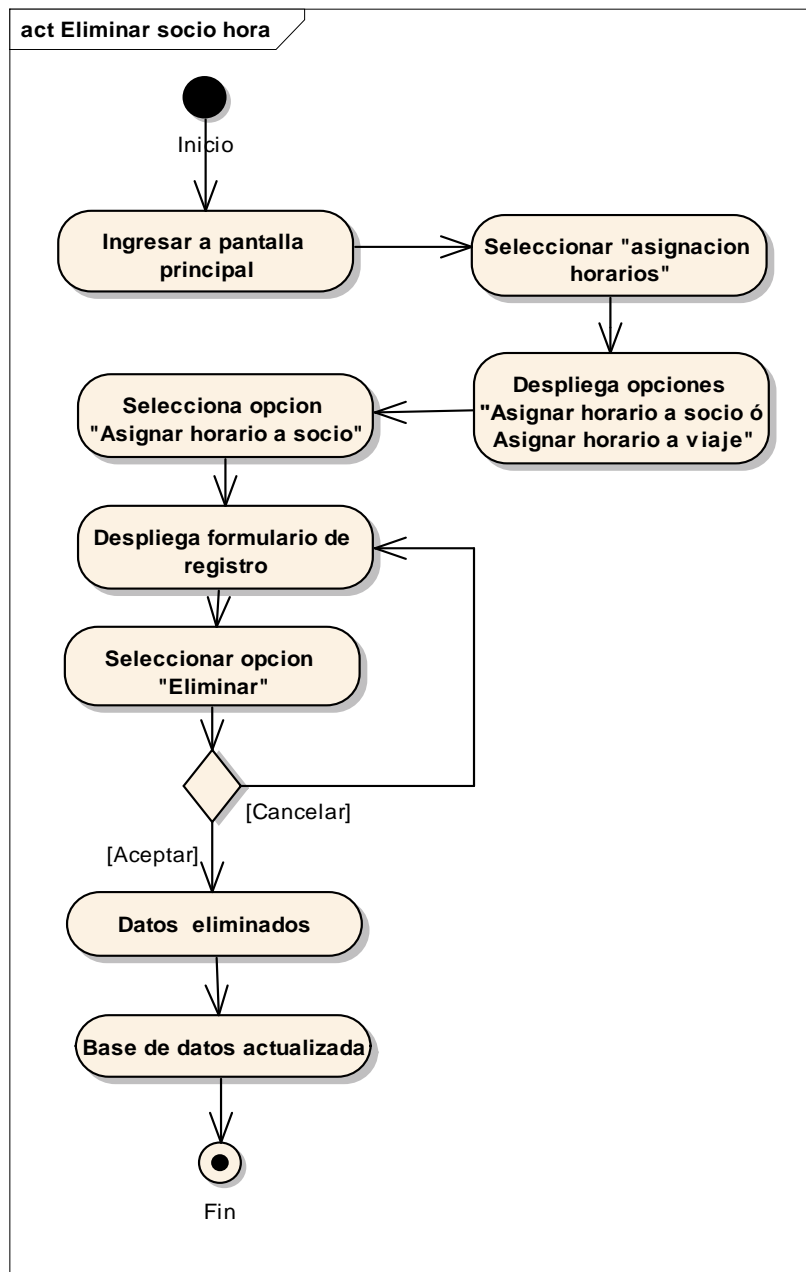 act Eliminar socio hora
Inicio
Ingresar a pantalla
principal
Seleccionar "asignacion
horarios"
Despliega opciones
"Asignar horario a socio ó
Asignar horario a viaje"
Selecciona opcion
"Asignar horario a socio"
Despliega formulario de
registro
Seleccionar opcion
"Eliminar"
[Cancelar]
[Aceptar]
Datos eliminados
Base de datos actualizada
Fin